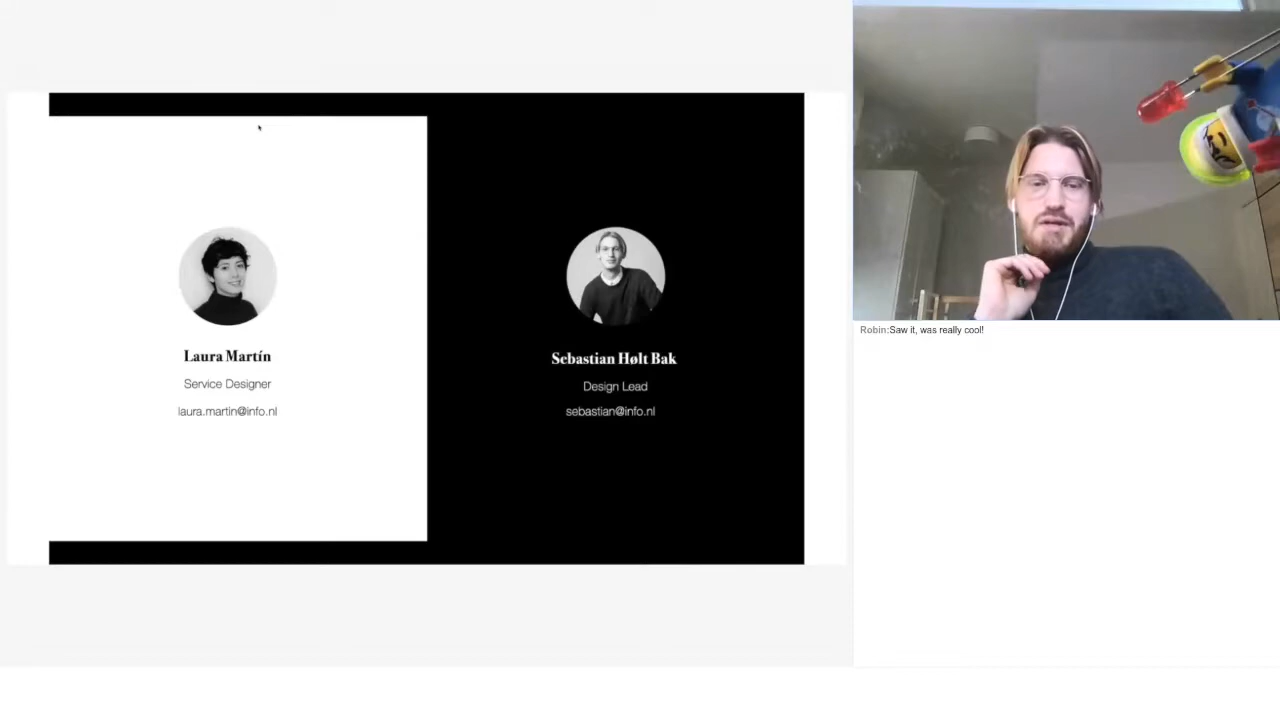 Laura Martín
Service Designer
laura.martin@info.nl
Sebastian Hølt Bak
Design Lead
sebastian@info.nl
Robin:Saw it, was really cool!